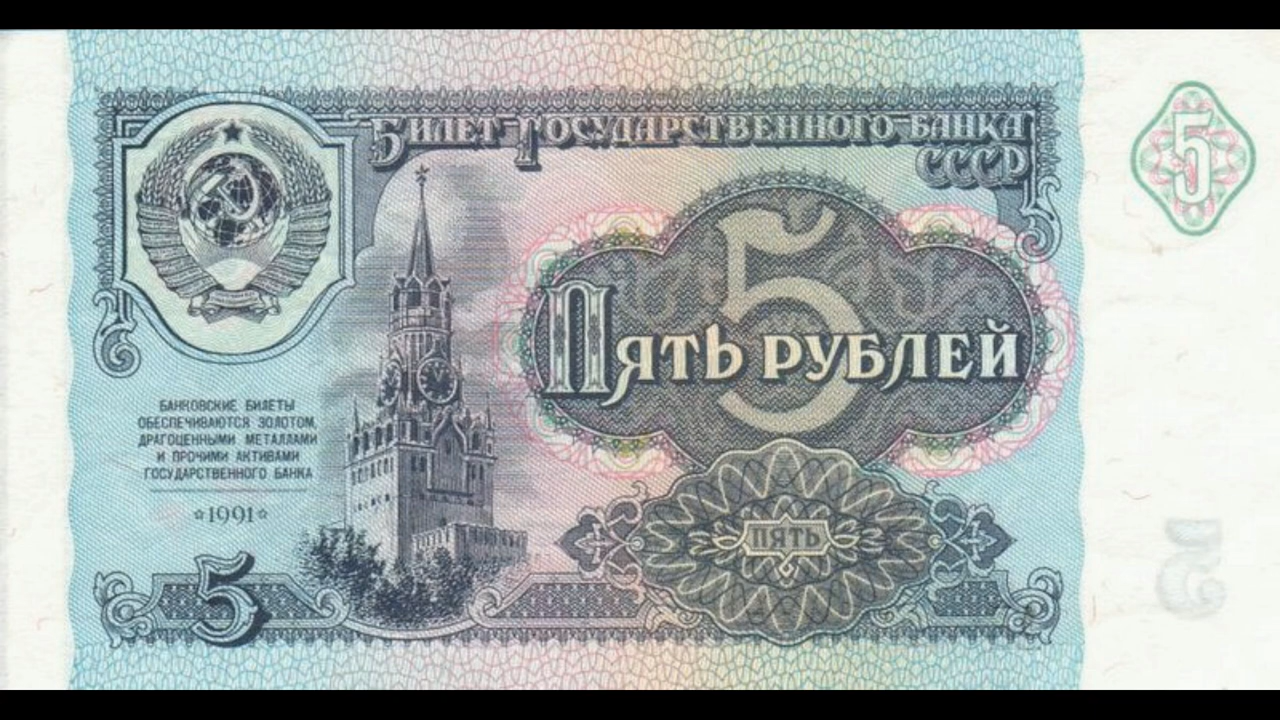 Билет Государственного банка
СССР
5
5
Пять рублей
Банковские билеты
обеспечиваются золотом,
драгоценными металлами
и прочими активами
Государственного банка
1991
ПЯТЬ
5
5